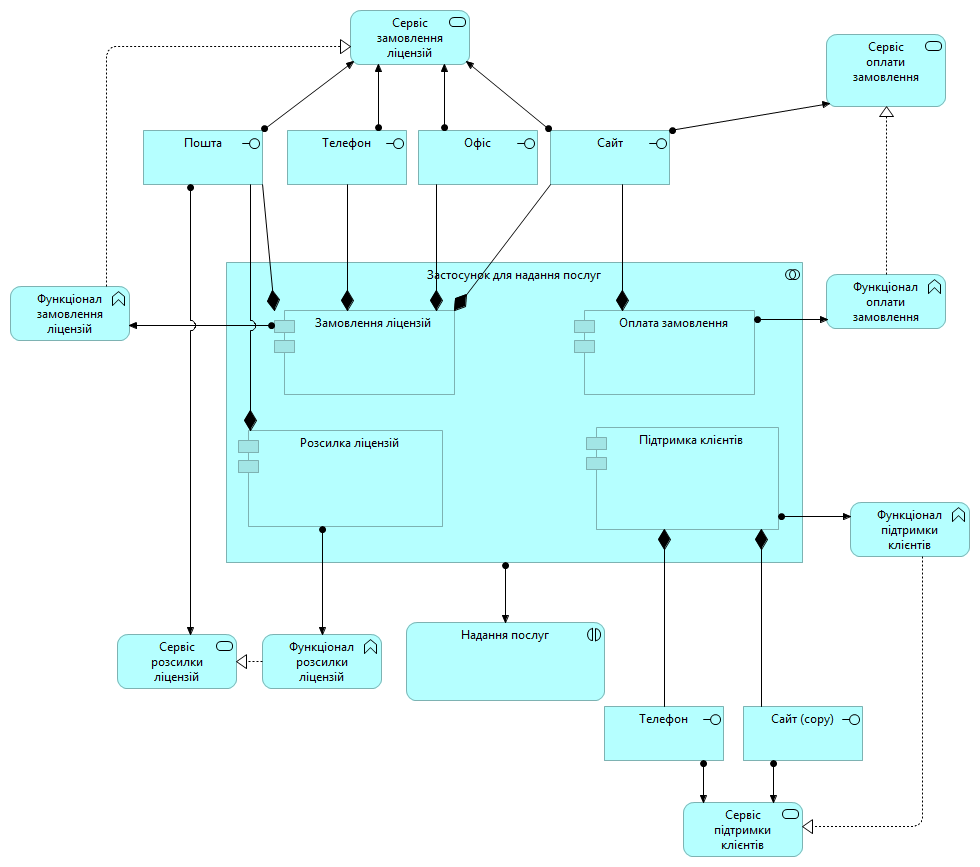 Сервіс
замовлення
ліцензій
Сервіс
оплати
замовлення
Пошта
Телефон
Офіс
Сайт
Застосунок для надання послуг
Функціонал
замовлення
ліцензій
Замовлення ліцензій
Оплата замовлення
Функціонал
оплати
замовлення
Розсилка ліцензій
Підтримка клієнтів
Функціонал
підтримки
клієнтів
Сервіс
розсилки
ліцензій
Функціонал
розсилки
ліцензій
Надання послуг
Телефон
Сайт (copy)
Сервіс
підтримки
клієнтів